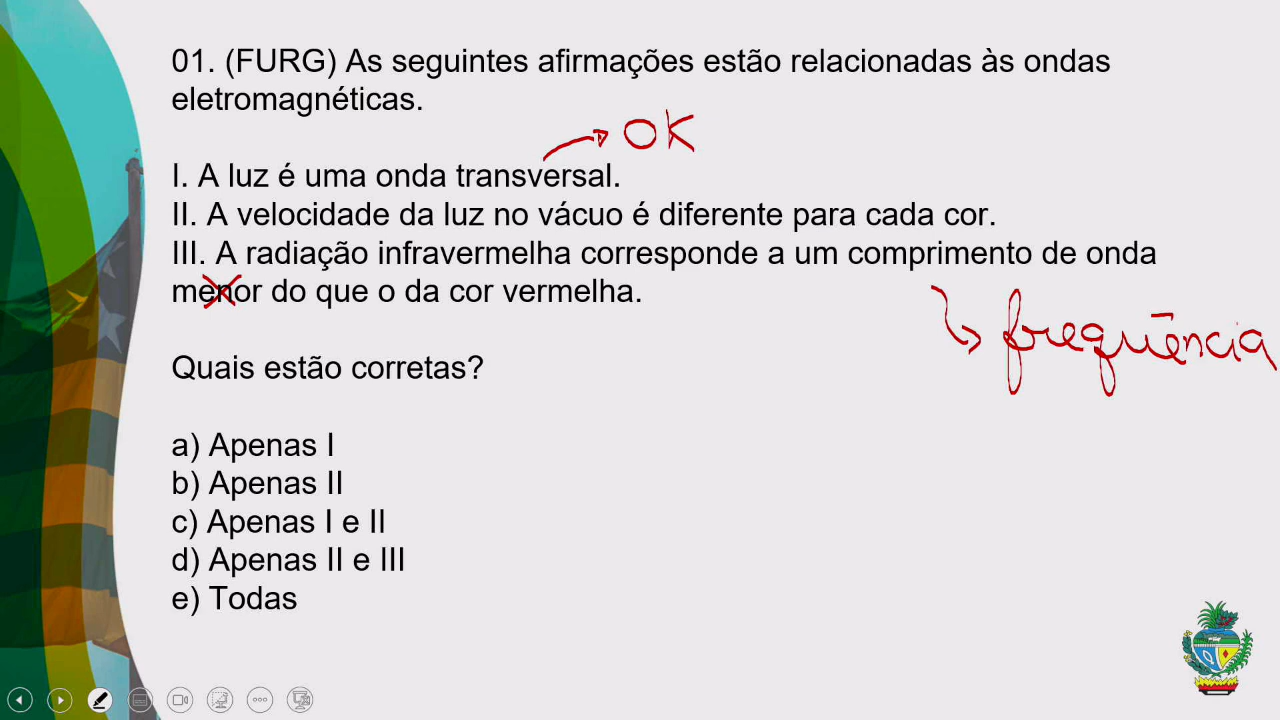 01. (FURG) As seguintes afirmações estão relacionadas às ondas
eletromagnéticas.
OK
I. A luz é uma onda transversal.
II. A velocidade da luz no vácuo é diferente para cada cor.
III. A radiação infravermelha corresponde a um comprimento de onda
menor do que o da cor vermelha.
frequência
Quais estão corretas?
a) Apenas I
b) Apenas II
c) Apenas I e II
d) Apenas II e III
e) Todas